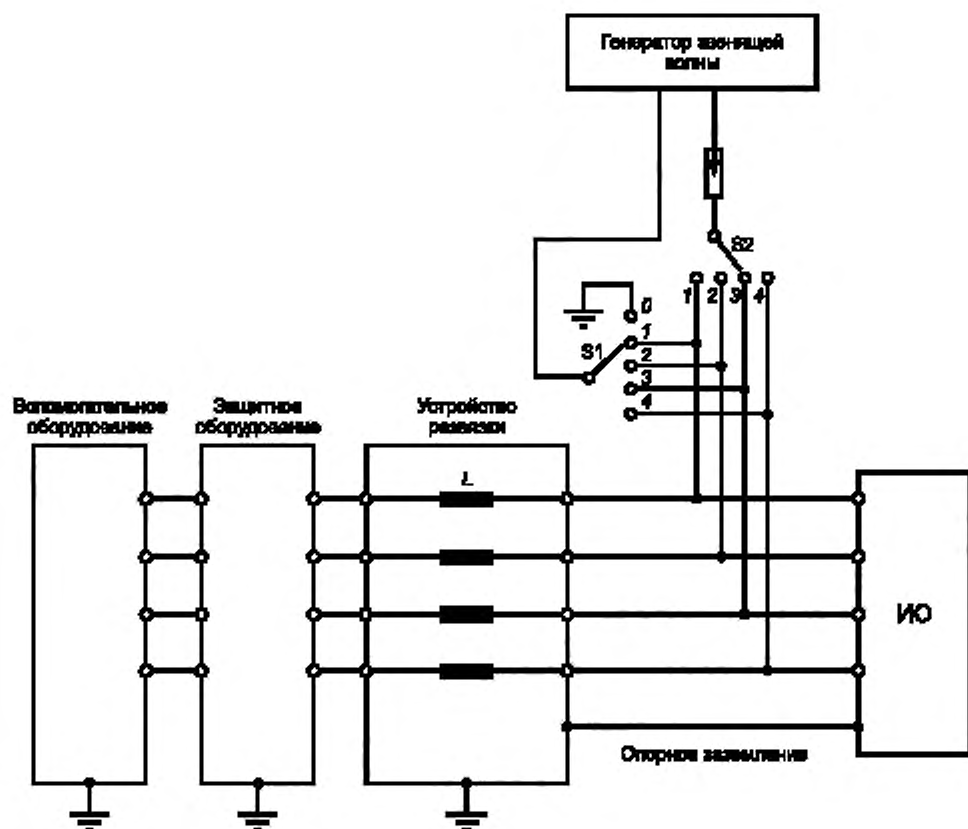 Генератор звенящей
волны
S2
1 2 3 4
0
1
S1
2
3
4
Вспомогательное
оборудование
Защитное
оборудование
Устройство
развязки
L
ИО
Опорное заземление